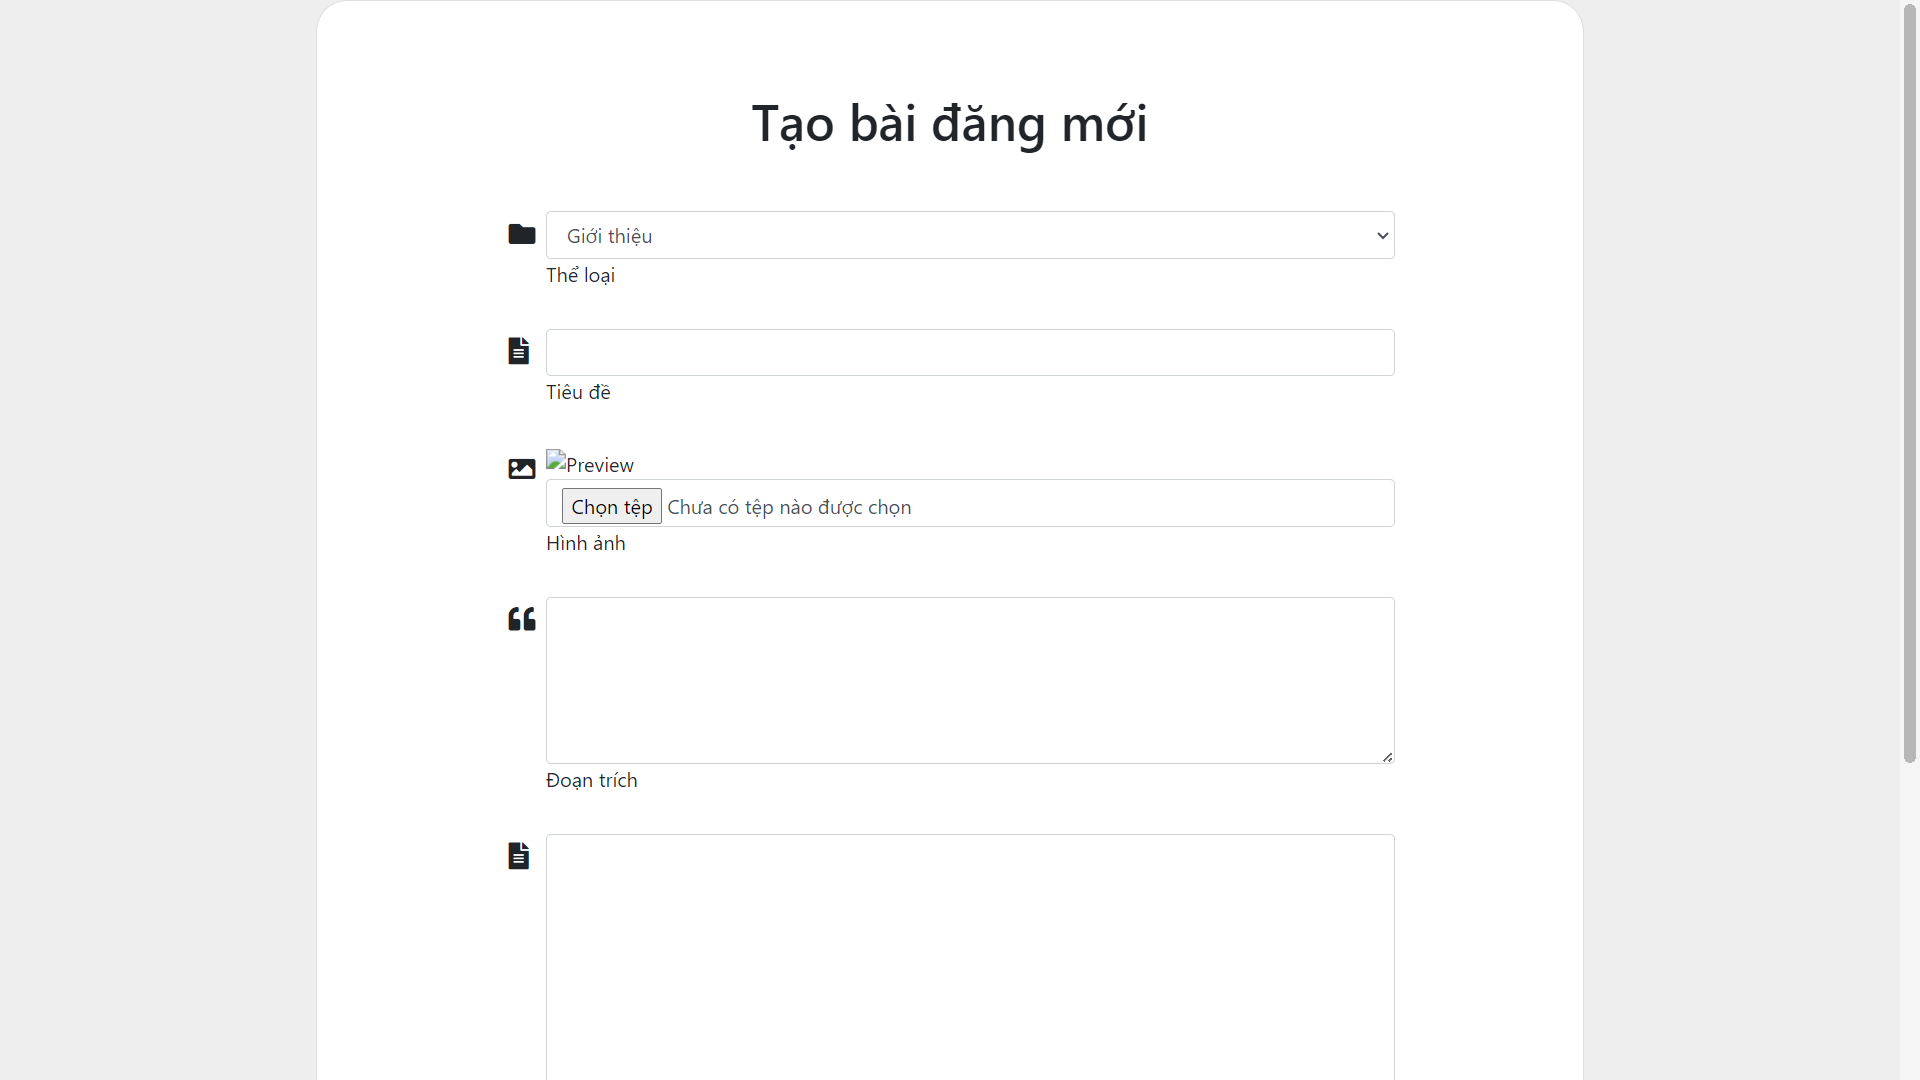 Tạo bài đăng mới
Giới thiệu
Thể loại
Tiêu đề
Preview
Chọn tệp Chưa có tệp nào được chọn
Hình ảnh
Đoạn trích